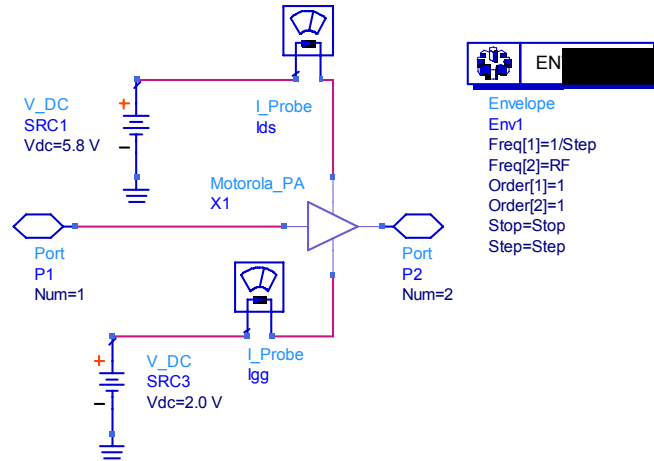 V_DC
SRC1
Vdc=5.8 V
I_Probe
Ids
Motorola_PA
X1
Port
P1
Num=1
Port
P2
Num=2
I_Probe
Igg
V_DC
SRC3
Vdc=2.0 V
Envelope
Env1
Freq[1]=1/Step
Freq[2]=RF
Order[1]=1
Order[2]=1
Stop=Stop
Step=Step